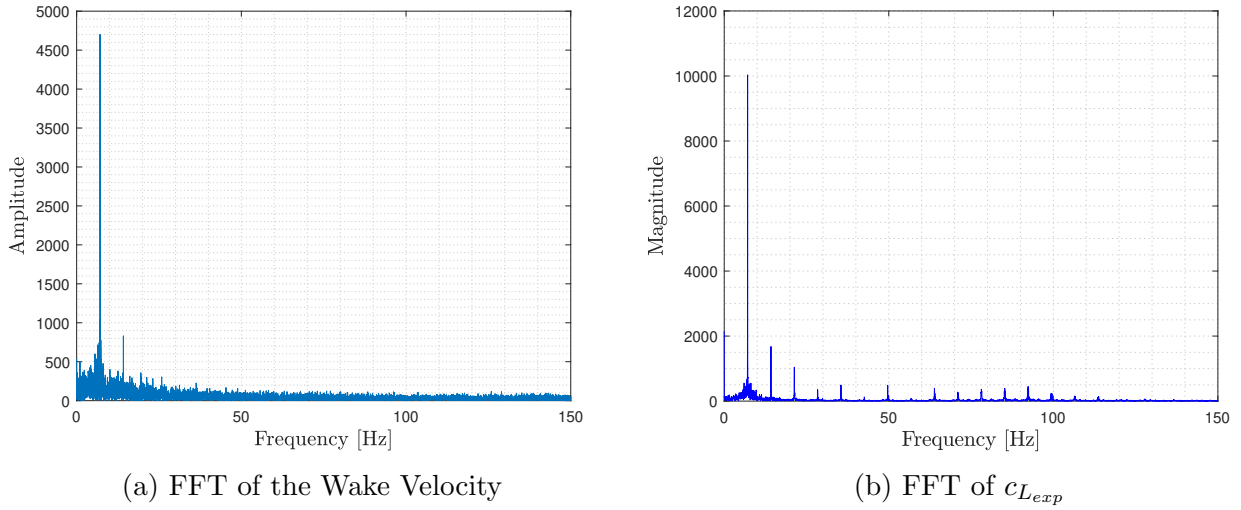 5000
4500
4000
3500
3000
2500
2000
1500
1000
500
0
Amplitude
0 50 100 150
Frequency [Hz]
(a) FFT of the Wake Velocity
12000
10000
8000
6000
4000
2000
0
Magnitude
0 50 100 150
Frequency [Hz]
(b) FFT of c_{L_{exp}}